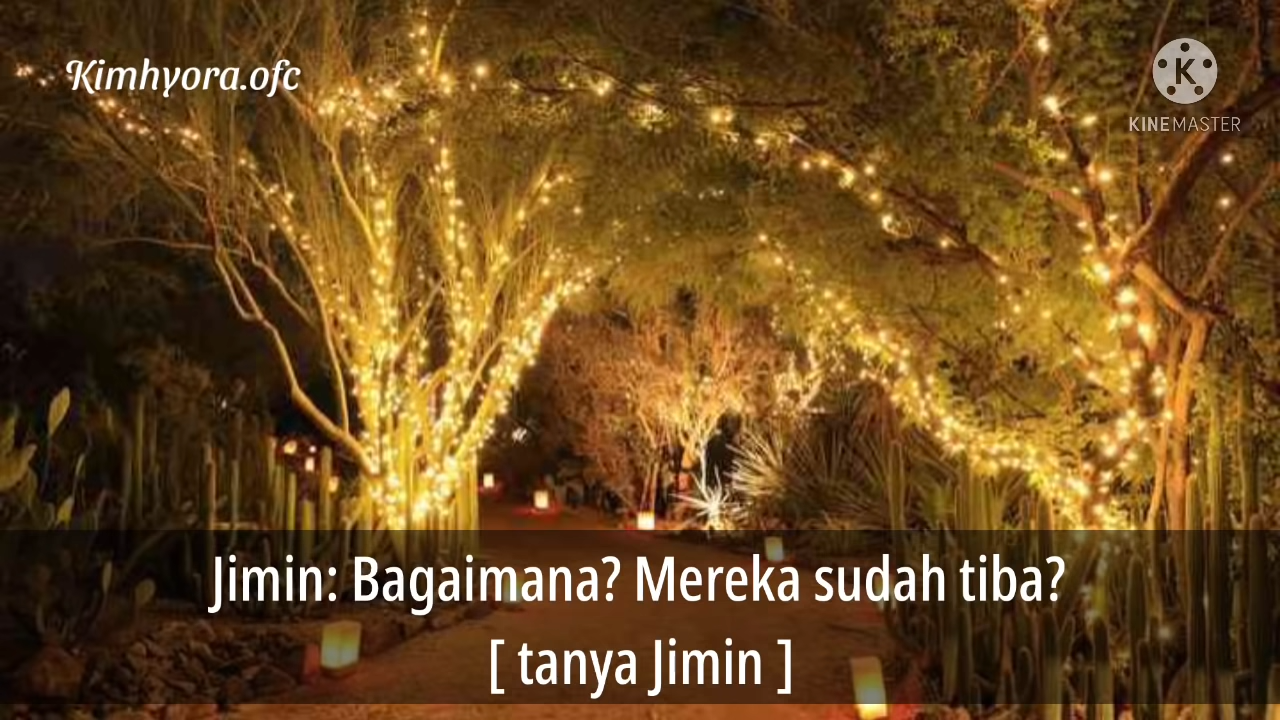 Kimhyora.ofc
K
KINEMASTER
Jimin: Bagaimana? Mereka sudah tiba?
[ tanya Jimin ]